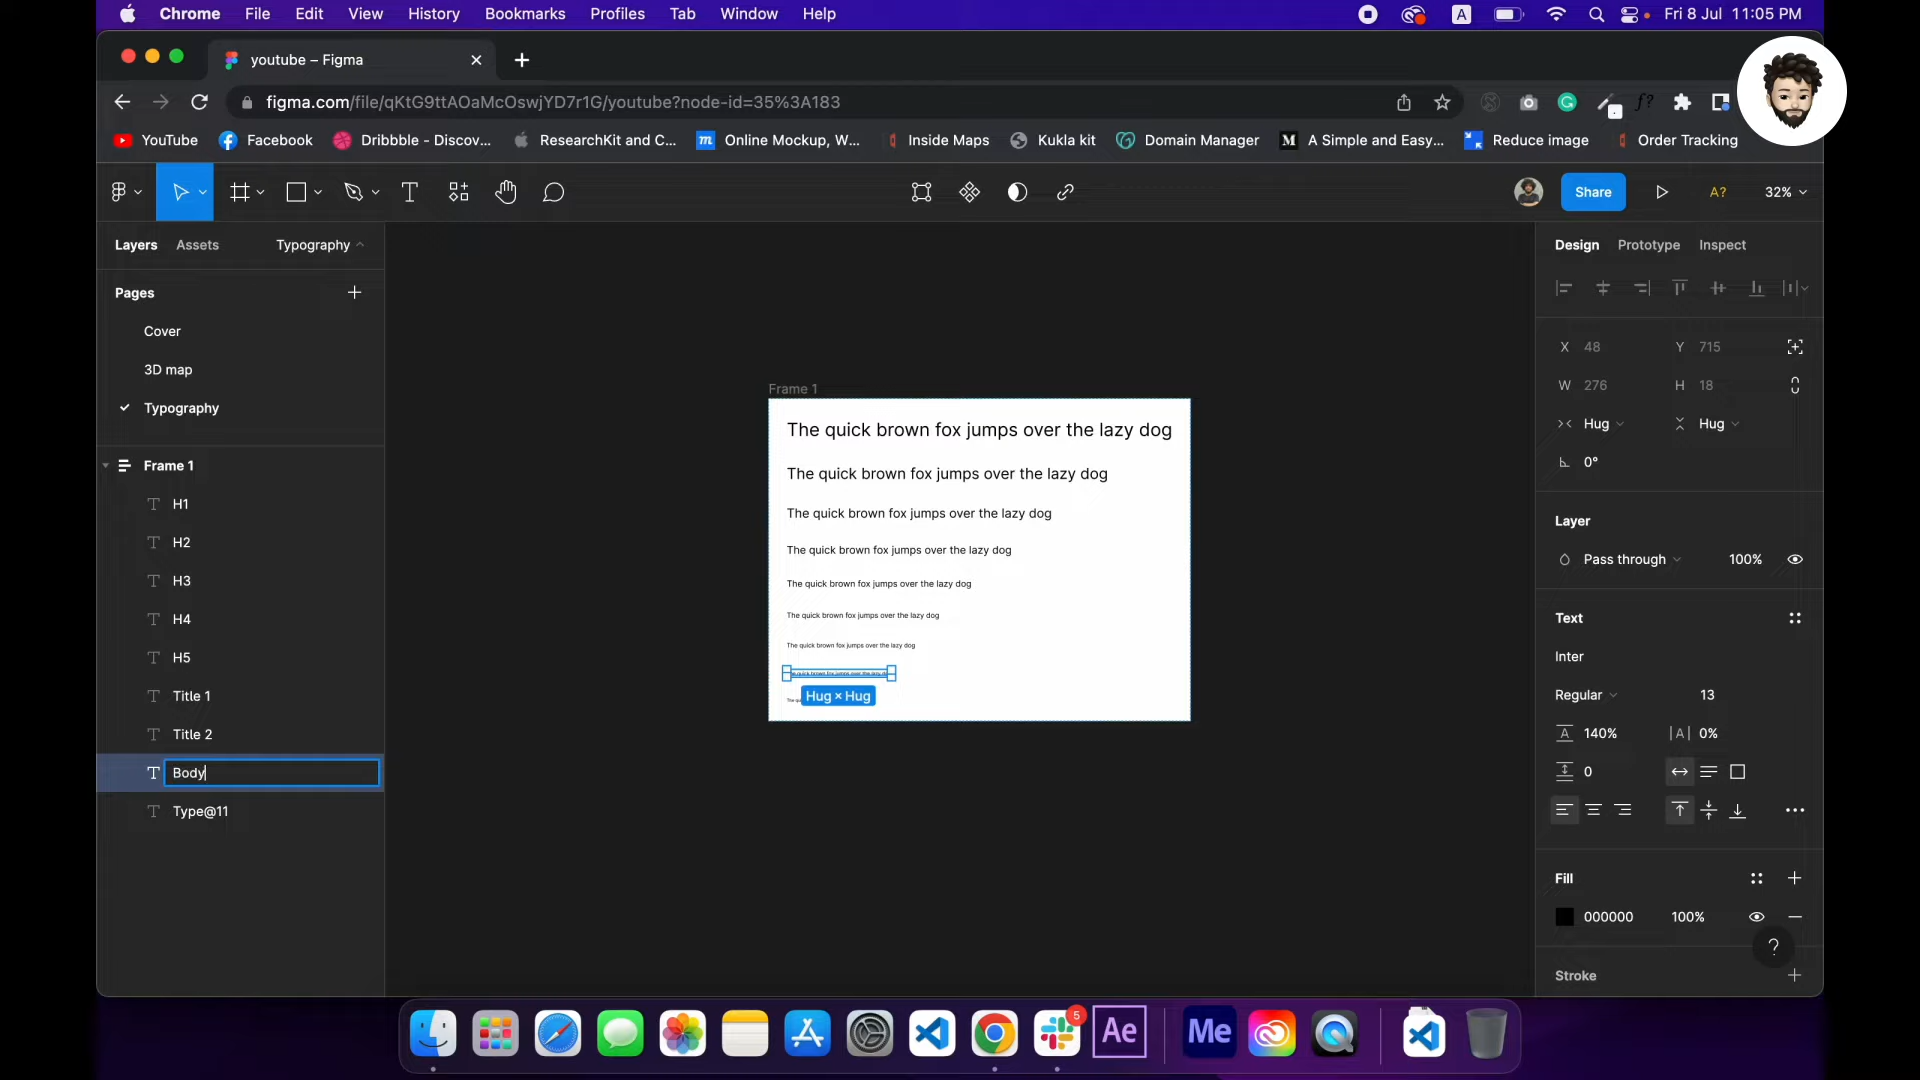 Chrome File Edit View History Bookmarks Profiles Tab Window Help
A
Fri 8 Jul 11:05 PM
youtube – Figma
figma.com/file/qKtG9ttAOaMcOswjYD7r1G/youtube?node-id=35%3A183
f?
YouTube Facebook Dribbble - Discov... ResearchKit and C... Online Mockup, W... Inside Maps Kukla kit Domain Manager A Simple and Easy... Reduce image Order Tracking
Share
A?
32%
Layers Assets Typography
Pages
Cover
3D map
Typography
Frame 1
H1
H2
H3
H4
H5
Title 1
Title 2
Body
Type@11
Frame 1
The quick brown fox jumps over the lazy dog
The quick brown fox jumps over the lazy dog
The quick brown fox jumps over the lazy dog
The quick brown fox jumps over the lazy dog
The quick brown fox jumps over the lazy dog
The quick brown fox jumps over the lazy dog
The quick brown fox jumps over the lazy dog
Hug × Hug
Design Prototype Inspect
X 48 Y 715
W 276 H 18
Hug Hug
0°
Layer
Pass through 100%
Text
Inter
Regular 13
140% |A| 0%
0
Fill
000000 100%
?
Stroke
5
Ae
Me